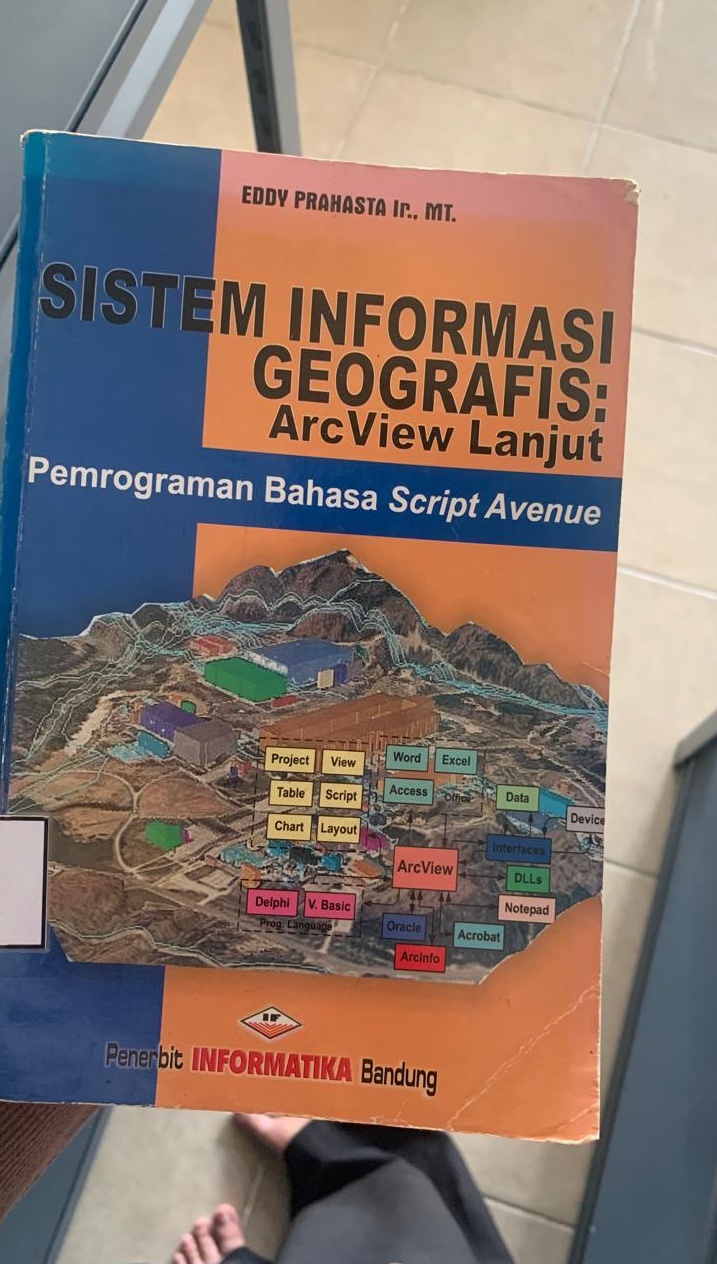 EDDY PRAHASTA Ir., MT.
SISTEM INFORMASI
GEOGRAFIS:
ArcView Lanjut
Pemrograman Bahasa Script Avenue
Project View
Table Script
Chart Layout
Word Excel
Access Office
Data
Device
Interfaces
ArcView
DLLs
Delphi V. Basic
Prog. Language
Notepad
Oracle
Acrobat
Arcinfo
IF
Penerbit INFORMATIKA Bandung